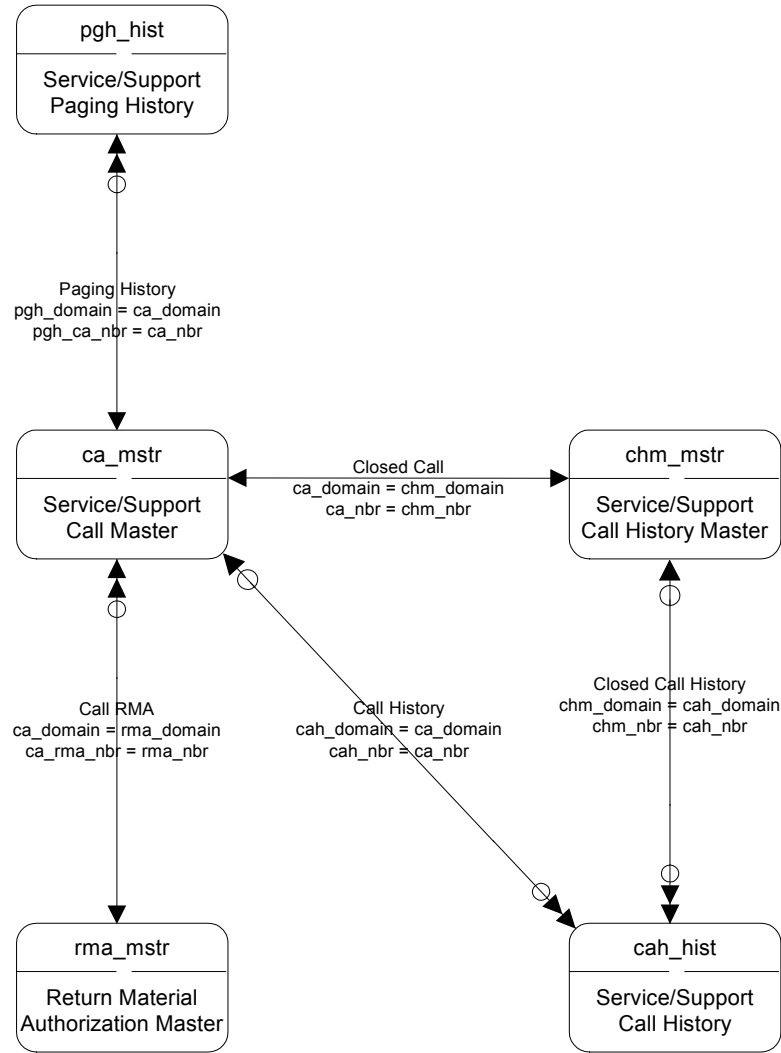 pgh_hist
Service/Support
Paging History
Paging History
pgh_domain = ca_domain
pgh_ca_nbr = ca_nbr
ca_mstr
Service/Support
Call Master
Closed Call
ca_domain = chm_domain
ca_nbr = chm_nbr
chm_mstr
Service/Support
Call History Master
Call RMA
ca_domain = rma_domain
ca_rma_nbr = rma_nbr
Call History
cah_domain = ca_domain
cah_nbr = ca_nbr
Closed Call History
chm_domain = cah_domain
chm_nbr = cah_nbr
rma_mstr
Return Material
Authorization Master
cah_hist
Service/Support
Call History